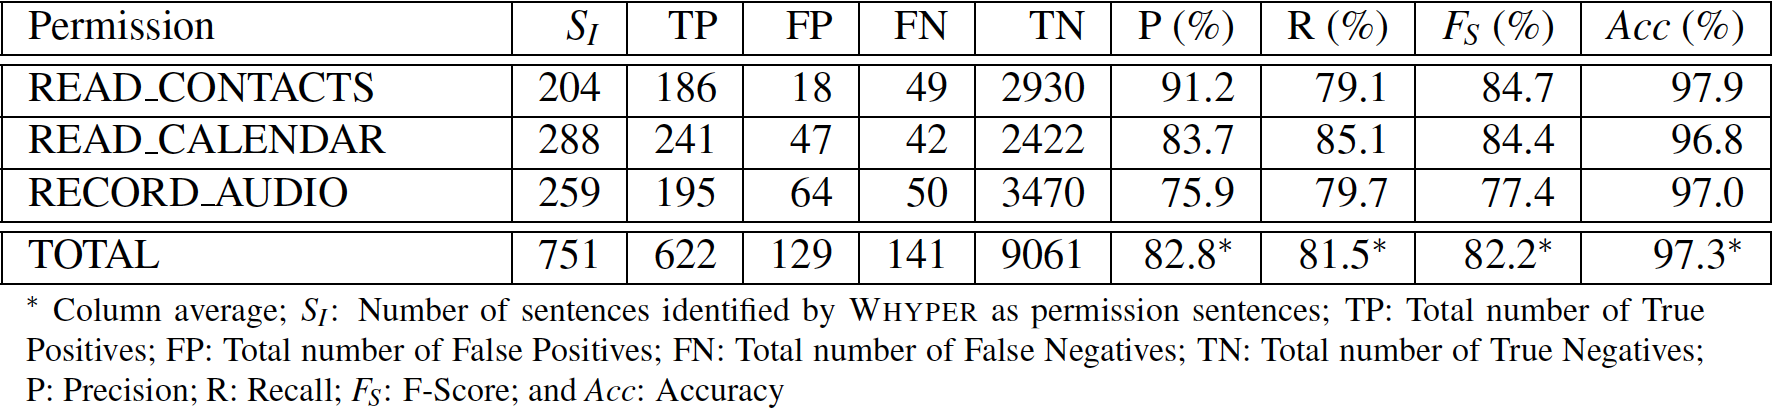 Permission S_I TP FP FN TN P (%) R (%) F_S (%) Acc (%)
READ_CONTACTS 204 186 18 49 2930 91.2 79.1 84.7 97.9
READ_CALENDAR 288 241 47 42 2422 83.7 85.1 84.4 96.8
RECORD_AUDIO 259 195 64 50 3470 75.9 79.7 77.4 97.0
TOTAL 751 622 129 141 9061 82.8* 81.5* 82.2* 97.3*
* Column average; S_I: Number of sentences identified by WHYPER as permission sentences; TP: Total number of True
Positives; FP: Total number of False Positives; FN: Total number of False Negatives; TN: Total number of True Negatives;
P: Precision; R: Recall; F_S: F-Score; and Acc: Accuracy